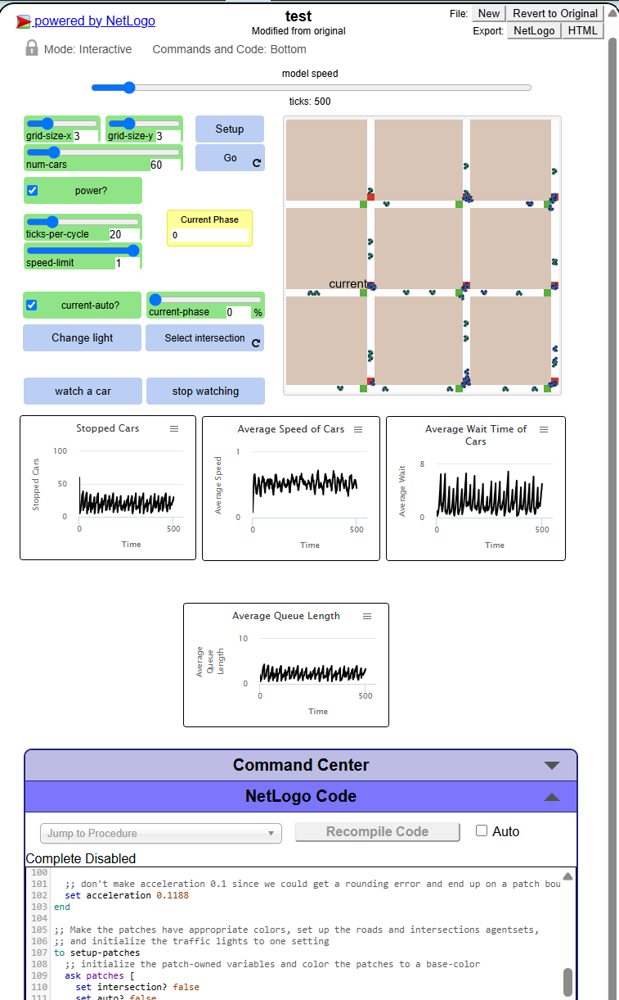 powered by NetLogo
test
Modified from original
File: New Revert to Original
Export: NetLogo HTML
Mode: Interactive Commands and Code: Bottom
model speed
ticks: 500
grid-size-x 3
grid-size-y 3
Setup
num-cars 60
Go
power?
ticks-per-cycle 20
Current Phase
0
speed-limit 1
current
current-auto?
current-phase 0 %
Change light
Select intersection
watch a car
stop watching
Stopped Cars
Stopped Cars
100
50
0
0 500
Time
Average Speed of Cars
Average Speed
1
0
0 500
Time
Average Wait Time of
Cars
Average Wait
8
0
0 500
Time
Average Queue Length
Average
Queue
Length
10
0
0 500
Time
Command Center
NetLogo Code
Jump to Procedure
Recompile Code
Auto
Complete Disabled
100
101 ;; don't make acceleration 0.1 since we could get a rounding error and end up on a patch bou
102 set acceleration 0.1188
103 end
104
105 ;; Make the patches have appropriate colors, set up the roads and intersections agentsets,
106 ;; and initialize the traffic lights to one setting
107 to setup-patches
108 ;; initialize the patch-owned variables and color the patches to a base-color
109 ask patches [
110 set intersection? false
111 set auto? false